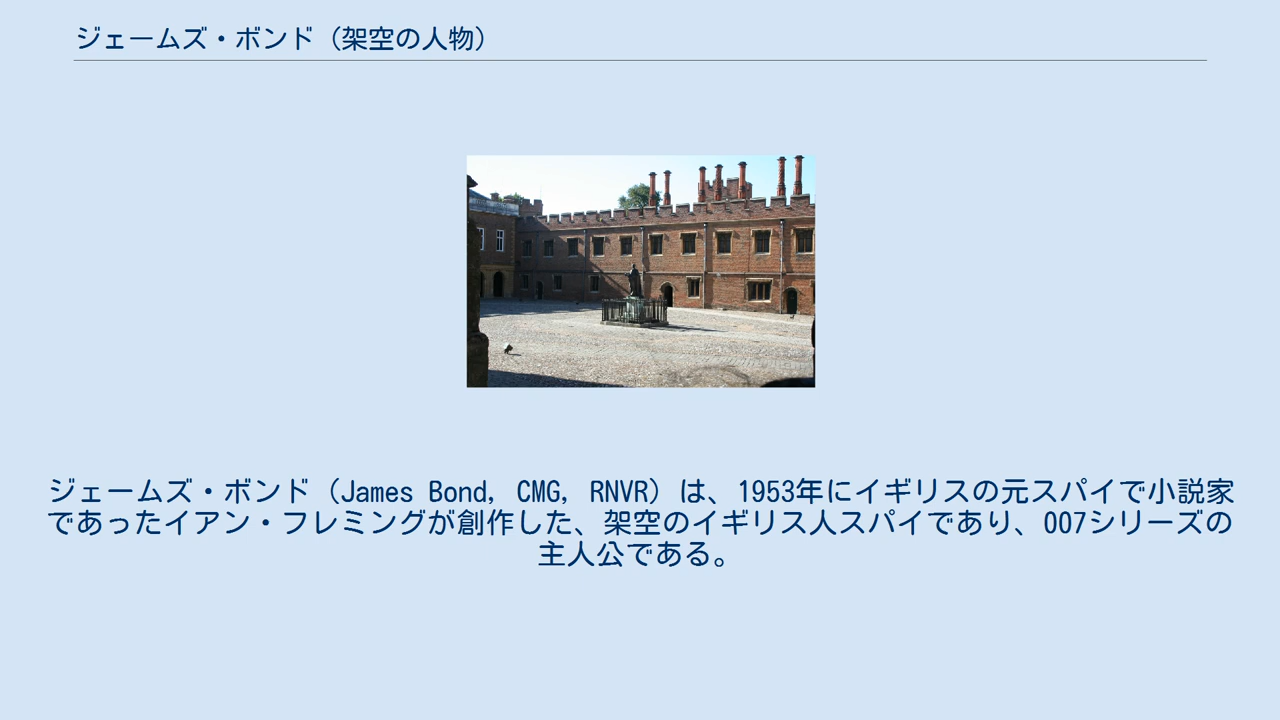 ジェームズ・ボンド（架空の人物）
ジェームズ・ボンド（James Bond, CMG, RNVR）は、1953年にイギリスの元スパイで小説家
であったイアン・フレミングが創作した、架空のイギリス人スパイであり、007シリーズの
主人公である。